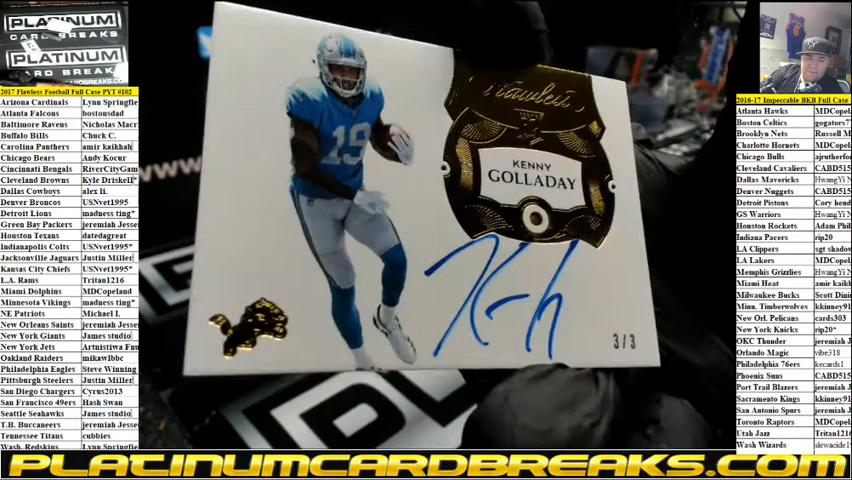 PLATINUM
CARD BREAKS
PLATINUM
CARD BREAK
2017 Flawless Football Full Case PYT #102
Arizona Cardinals Lynn Springfie
Atlanta Falcons bostonsdad
Baltimore Ravens Nicholas Macr
Buffalo Bills Chuck C.
Carolina Panthers amir kaikhah
Chicago Bears Andy Kocur
Cincinnati Bengals RiverCityGam
Cleveland Browns Kyle Driskell*
Dallas Cowboys alex li.
Denver Broncos USNvet1995
Detroit Lions madness ting*
Green Bay Packers jeremiah Jesse
Houston Texans datedagreat
Indianapolis Colts USNvet1995*
Jacksonville Jaguars Justin Miller
Kansas City Chiefs USNvet1995*
L.A. Rams Tritan1216
Miami Dolphins MDCopeland
Minnesota Vikings madness ting*
NE Patriots Michael I.
New Orleans Saints jeremiah Jesse
New York Giants James studio
New York Jets Artunistiwa Fun
Oakland Raiders mikawlbbc
Philadelphia Eagles Steve Winning
Pittsburgh Steelers Justin Miller
San Diego Chargers Cyrus2013
San Francisco 49ers Hash Swan
Seattle Seahawks James studio
T.B. Buccaneers jeremiah Jesse
Tennessee Titans cubbies
Wash. Redskins Lynn Springfie
www
19
flawless
KENNY
GOLLADAY
3/3
2016-17 Impeccable BKB Full Case
Atlanta Hawks MDCopel
Boston Celtics gogators77
Brooklyn Nets Russell M
Charlotte Hornets MDCopel
Chicago Bulls ajrutherfor
Cleveland Cavaliers CABD515
Dallas Mavericks HwangYi N
Denver Nuggets CABD515
Detroit Pistons Cory hend
GS Warriors HwangYi N
Houston Rockets Adam Phil
Indiana Pacers rip20
LA Clippers sgt shadow
LA Lakers MDCopel
Memphis Grizzlies HwangYi N
Miami Heat amir kaikh
Milwaukee Bucks Scott Dini
Minn. Timberwolves kkinney91
New Orl. Pelicans cards303
New York Knicks rip20*
OKC Thunder jeremiah J
Orlando Magic vibe318
Philadelphia 76ers kecards1
Phoenix Suns CABD515
Port Trail Blazers jeremiah J
Sacramento Kings kkinney91
San Antonio Spurs jeremiah J
Toronto Raptors MDCopel
Utah Jazz Tritan1216
Wash Wizards slewacide1
PLATINUMCARDBREAKS.COM